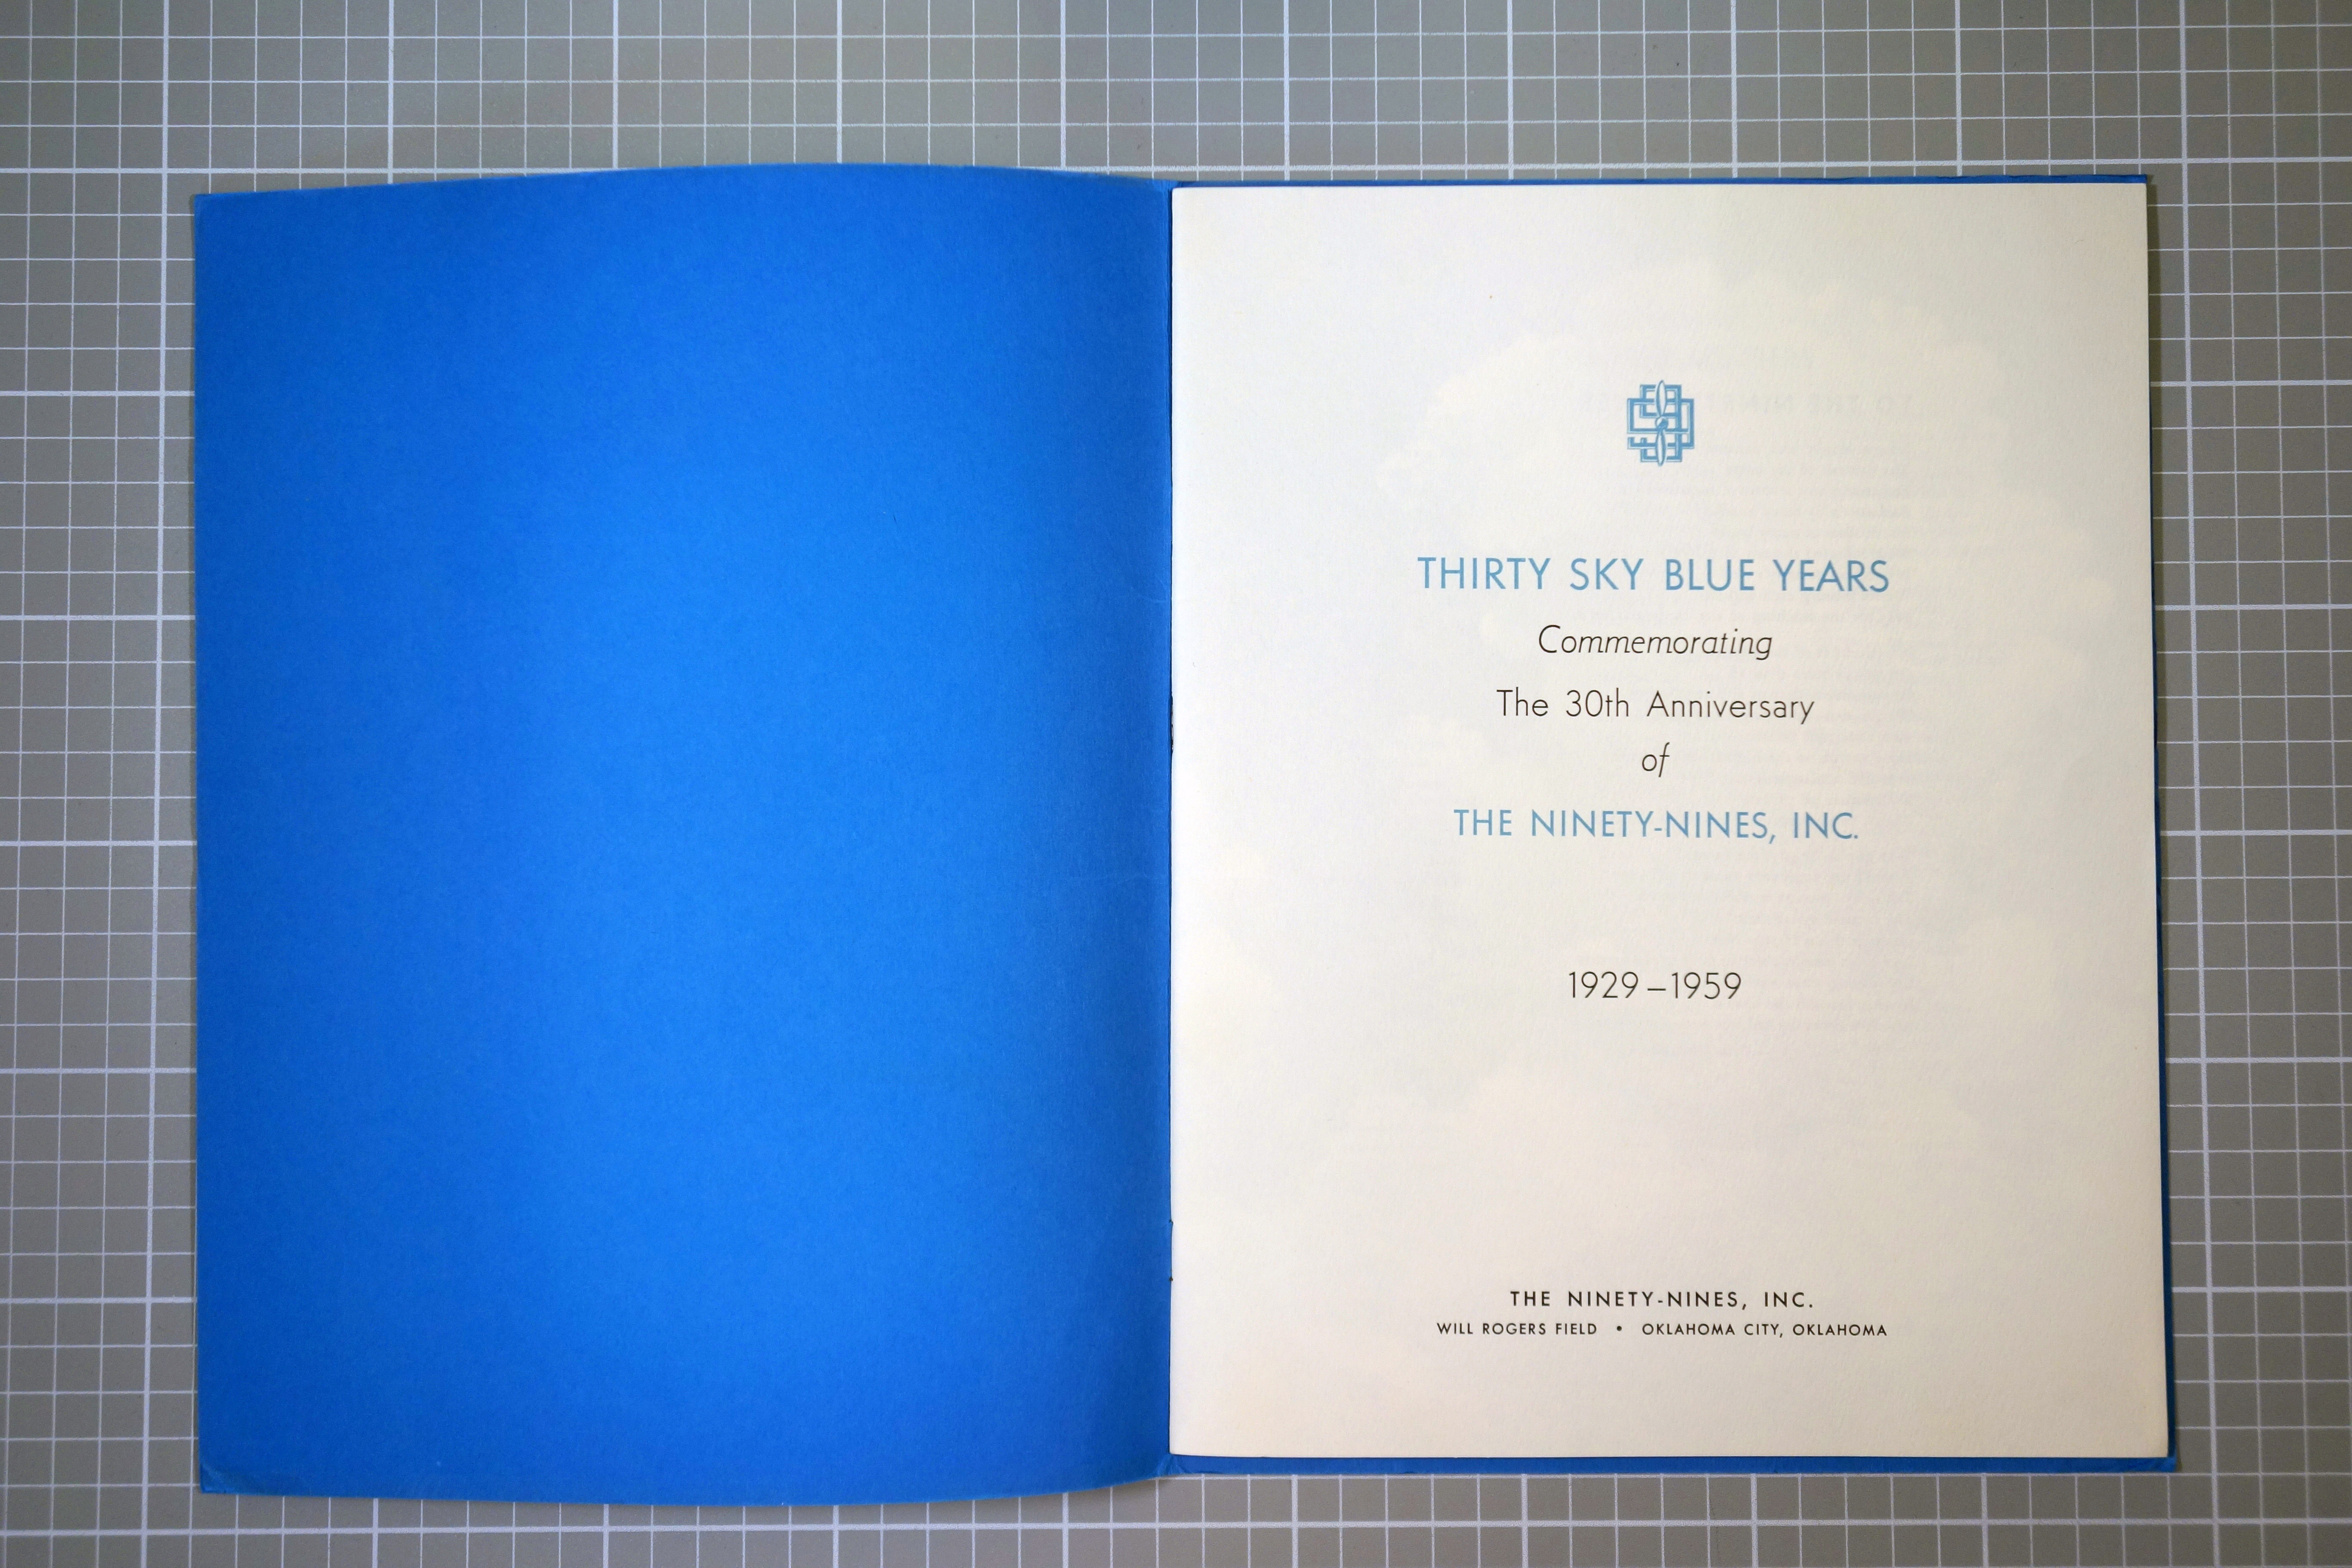 THIRTY SKY BLUE YEARS
Commemorating
The 30th Anniversary
of
THE NINETY-NINES, INC.
1929–1959
THE NINETY-NINES, INC.
WILL ROGERS FIELD • OKLAHOMA CITY, OKLAHOMA